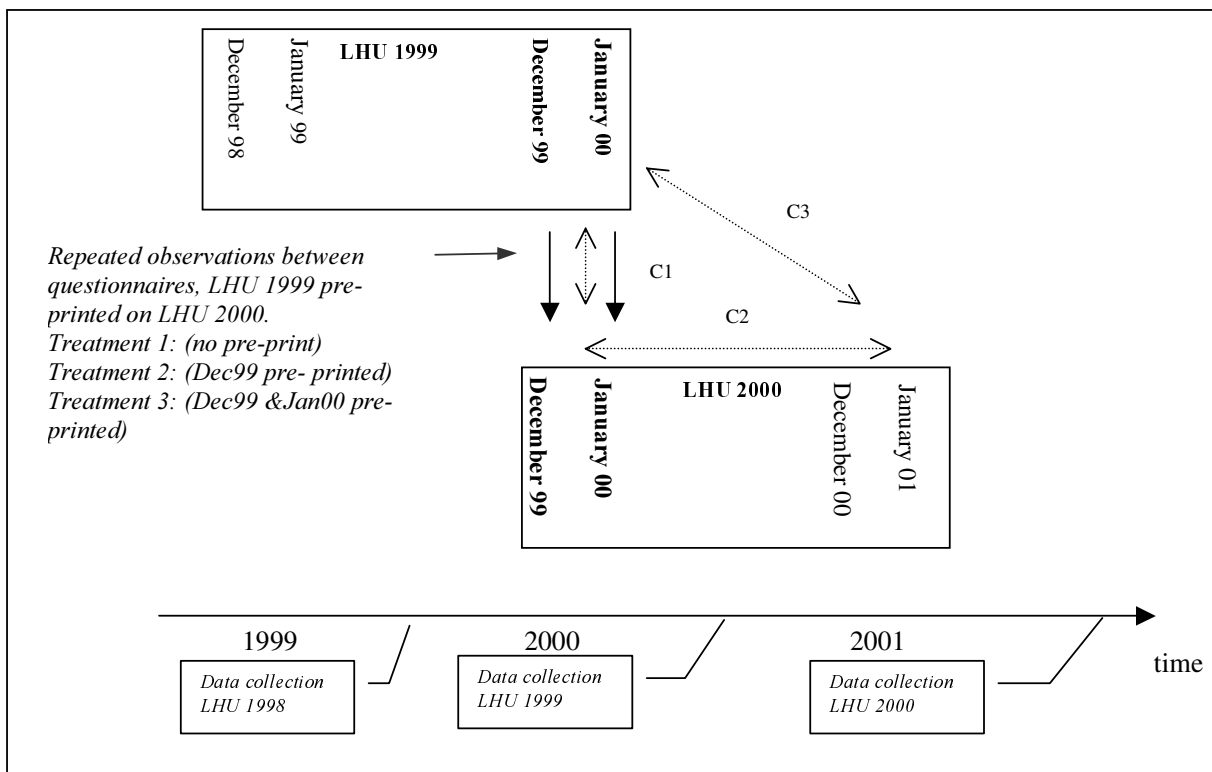 LHU 1999
December 98
January 99
December 99
January 00
C3
Repeated observations between
questionnaires, LHU 1999 pre-
printed on LHU 2000.
Treatment 1: (no pre-print)
Treatment 2: (Dec99 pre- printed)
Treatment 3: (Dec99 &Jan00 pre-
printed)
C1
C2
LHU 2000
December 99
January 00
December 00
January 01
1999
2000
2001
time
Data collection
LHU 1998
Data collection
LHU 1999
Data collection
LHU 2000